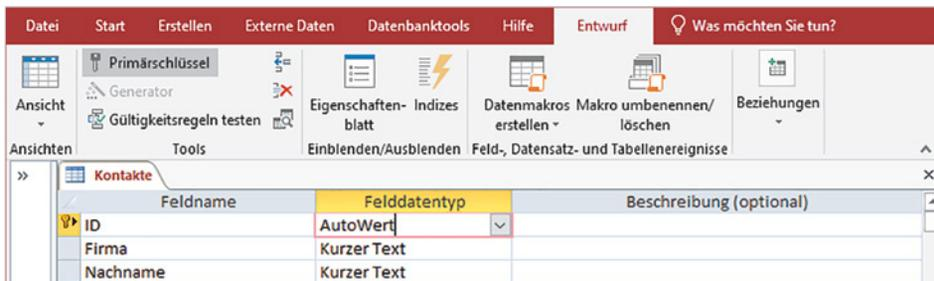 Datei Start Erstellen Externe Daten Datenbanktools Hilfe Entwurf Was möchten Sie tun?
Primärschlüssel
Generator
Gültigkeitsregeln testen
Ansicht
Eigenschaften- Indizes
blatt
Datenmakros Makro umbenennen/
erstellen löschen
Beziehungen
Ansichten Tools Einblenden/Ausblenden Feld-, Datensatz- und Tabellenereignisse
» Kontakte
Feldname Felddatentyp Beschreibung (optional)
ID AutoWert
Firma Kurzer Text
Nachname Kurzer Text